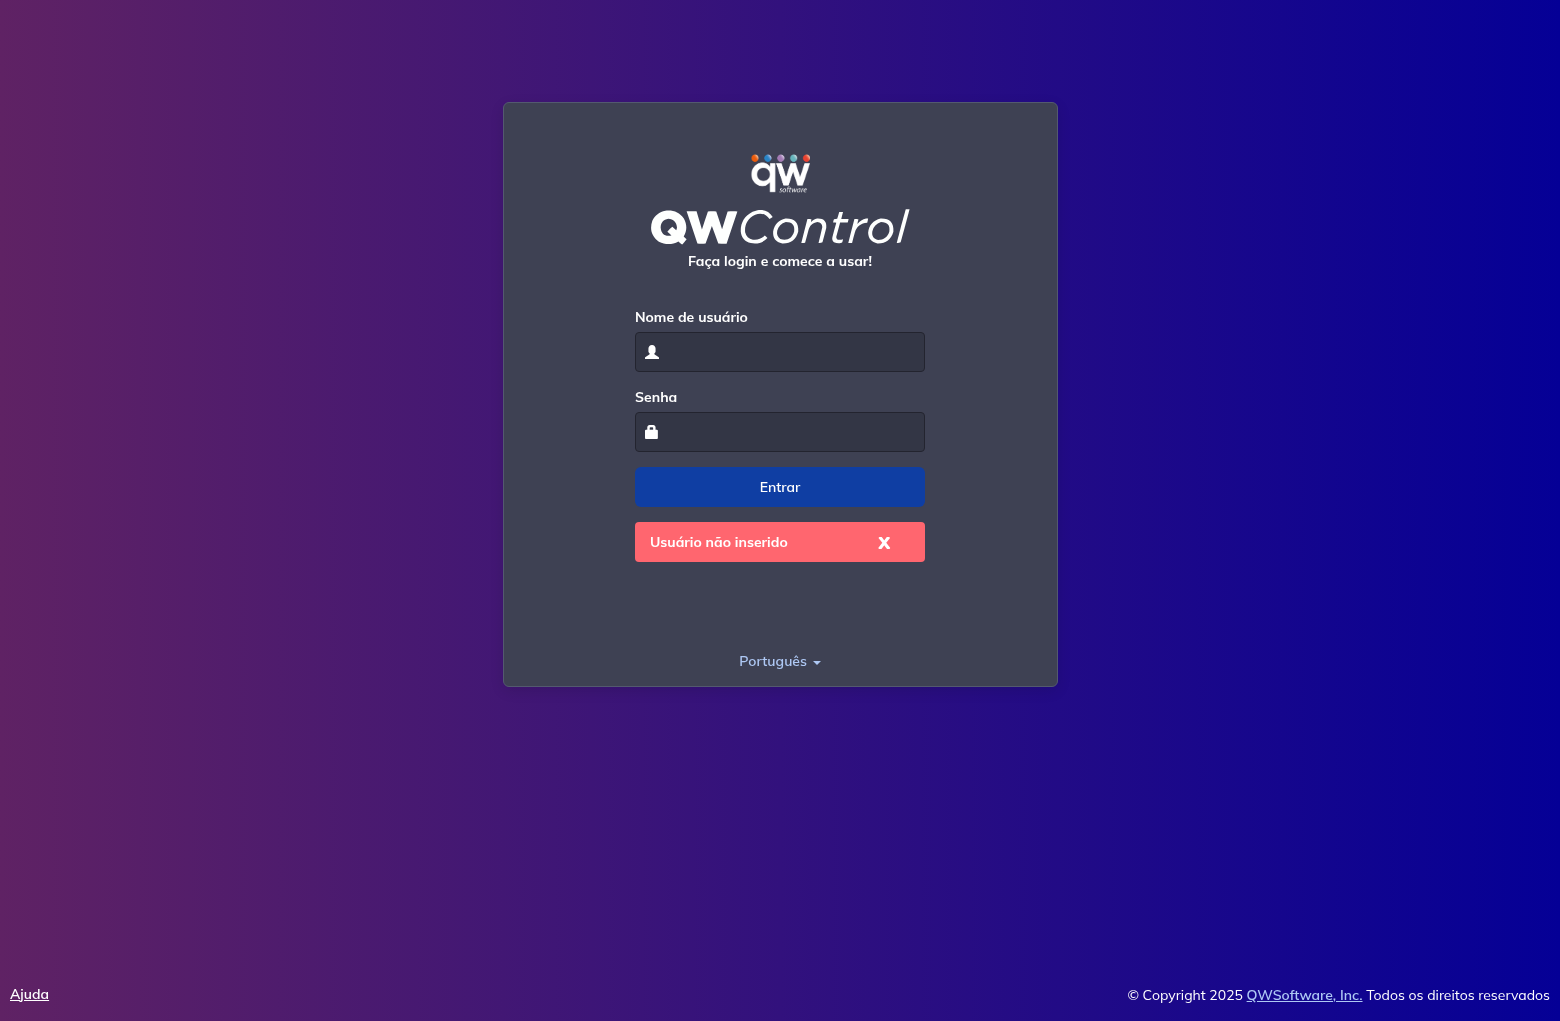 qw
software
QWControl
Faça login e comece a usar!
Nome de usuário
Senha
Entrar
Usuário não inserido X
Português
Ajuda
© Copyright 2025 QWSoftware, Inc. Todos os direitos reservados